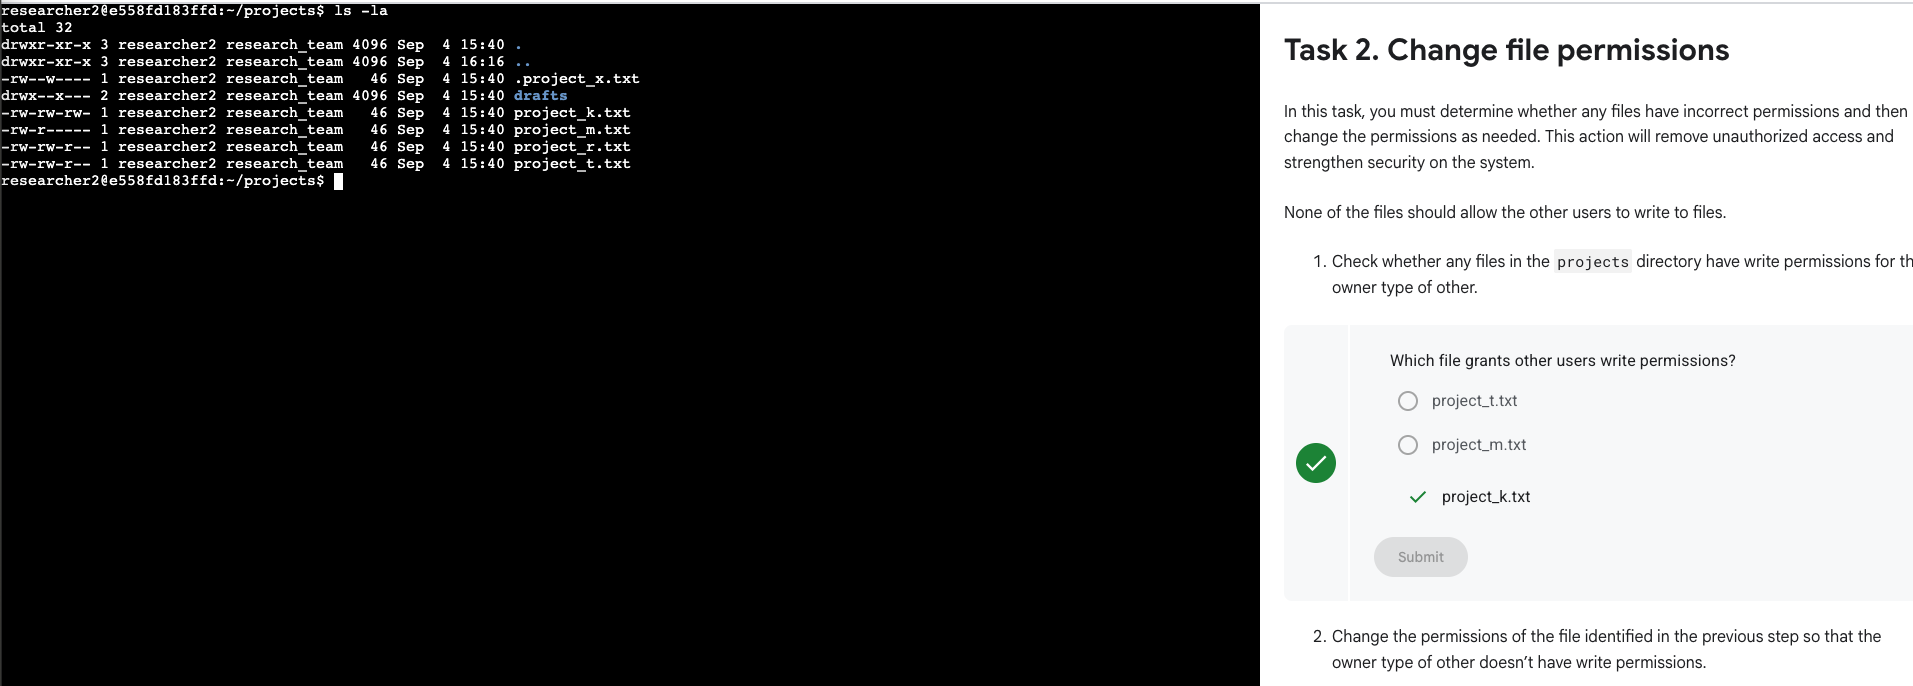 researcher2@e558fd183ffd:~/projects$ ls -la
total 32
drwxr-xr-x 3 researcher2 research_team 4096 Sep  4 15:40 .
drwxr-xr-x 3 researcher2 research_team 4096 Sep  4 16:16 ..
-rw--w---- 1 researcher2 research_team   46 Sep  4 15:40 .project_x.txt
drwx--x--- 2 researcher2 research_team 4096 Sep  4 15:40 drafts
-rw-rw-rw- 1 researcher2 research_team   46 Sep  4 15:40 project_k.txt
-rw-r----- 1 researcher2 research_team   46 Sep  4 15:40 project_m.txt
-rw-rw-r-- 1 researcher2 research_team   46 Sep  4 15:40 project_r.txt
-rw-rw-r-- 1 researcher2 research_team   46 Sep  4 15:40 project_t.txt
researcher2@e558fd183ffd:~/projects$
Task 2. Change file permissions
In this task, you must determine whether any files have incorrect permissions and then
change the permissions as needed. This action will remove unauthorized access and
strengthen security on the system.
None of the files should allow the other users to write to files.
1. Check whether any files in the projects directory have write permissions for th
owner type of other.
Which file grants other users write permissions?
project_t.txt
project_m.txt
project_k.txt
Submit
2. Change the permissions of the file identified in the previous step so that the
owner type of other doesn't have write permissions.